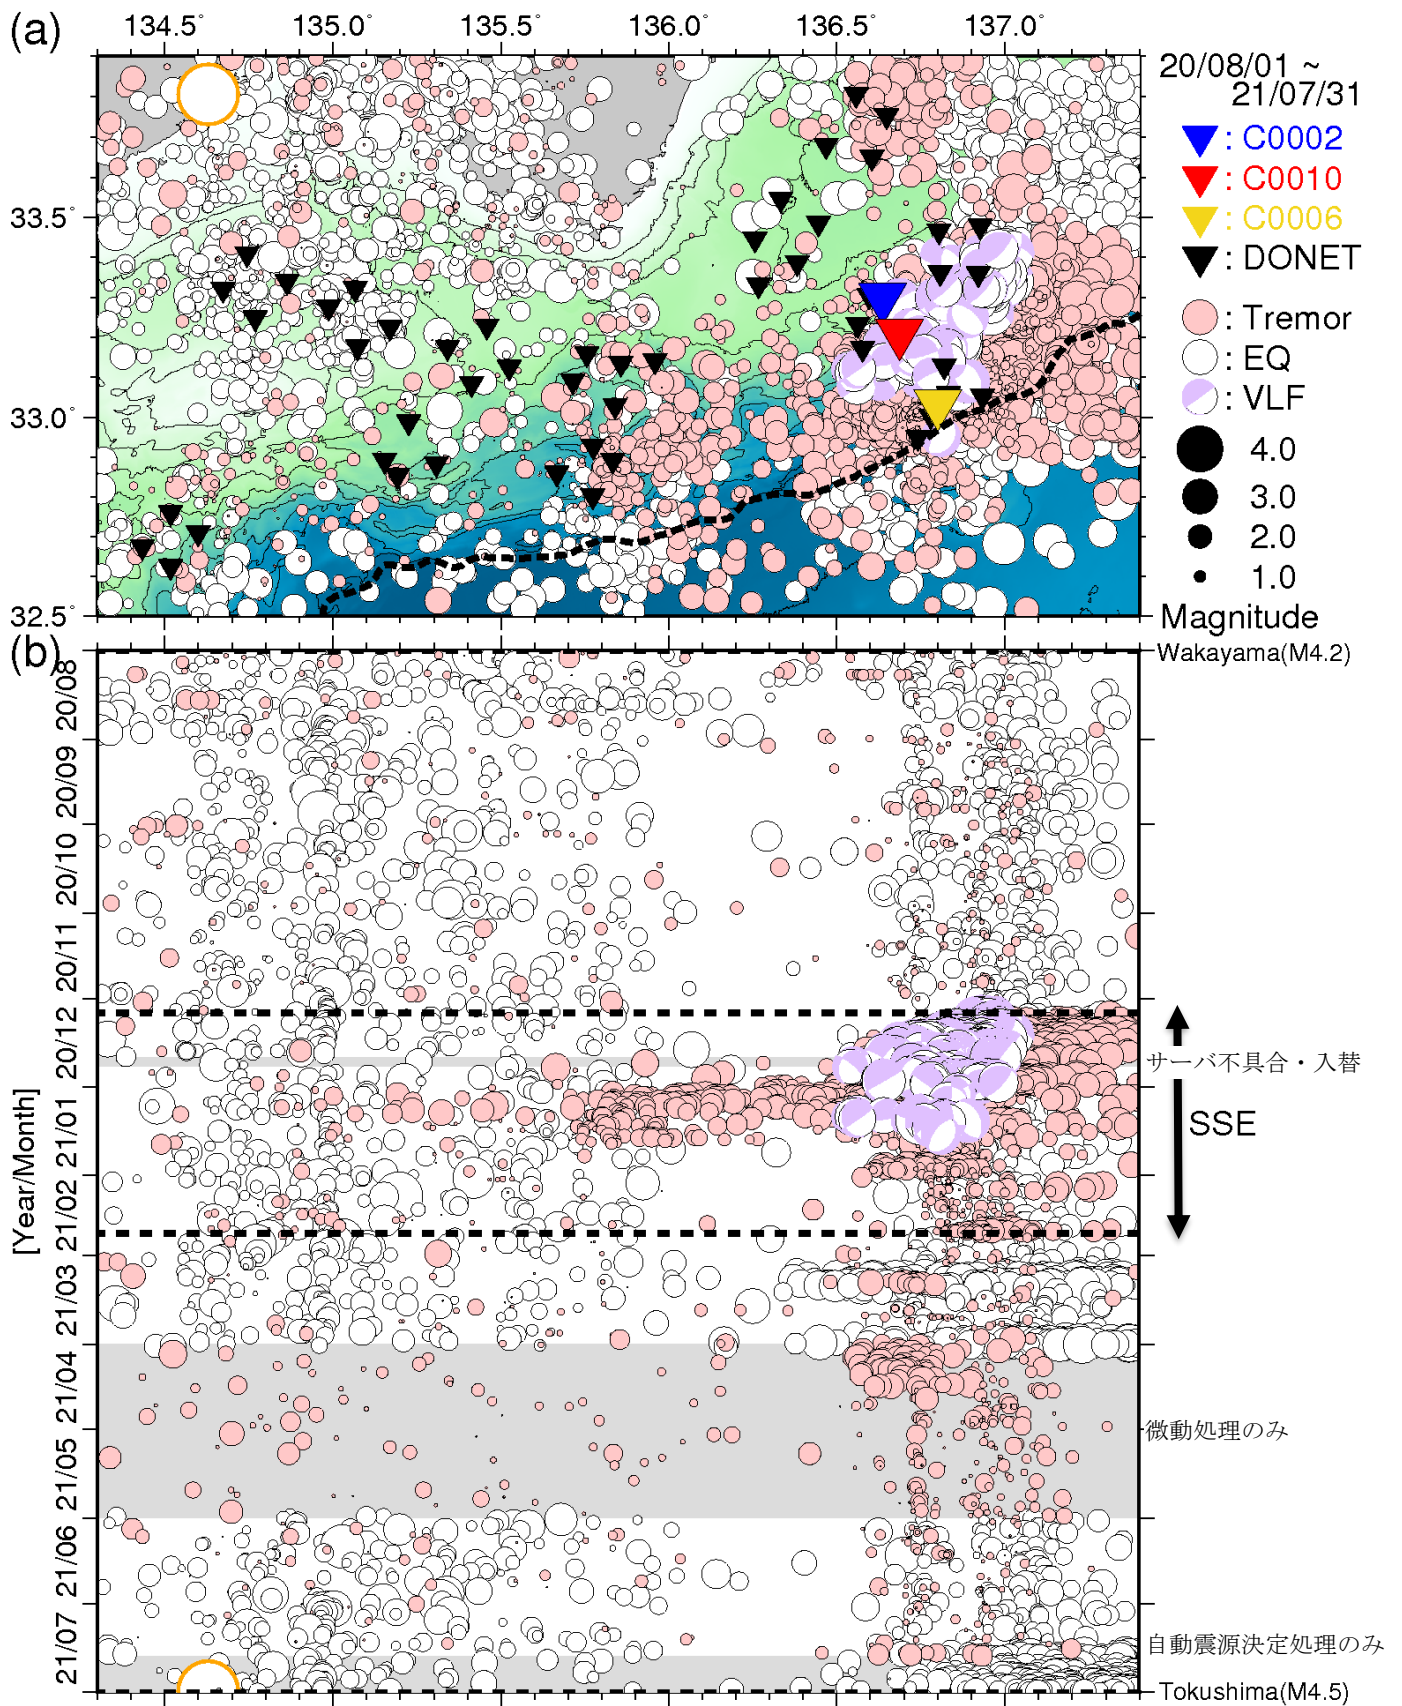 (a)
134.5° 135.0° 135.5° 136.0° 136.5° 137.0°
33.5°
33.0°
32.5°
20/08/01 ~
21/07/31
: C0002
: C0010
: C0006
: DONET
: Tremor
: EQ
: VLF
4.0
3.0
2.0
1.0
Magnitude
(b)
Wakayama(M4.2)
20/08
20/09
20/10
20/11
20/12
サーバ不具合・入替
21/01
SSE
[Year/Month]
21/02
21/03
21/04
微動処理のみ
21/05
21/06
21/07
自動震源決定処理のみ
Tokushima(M4.5)